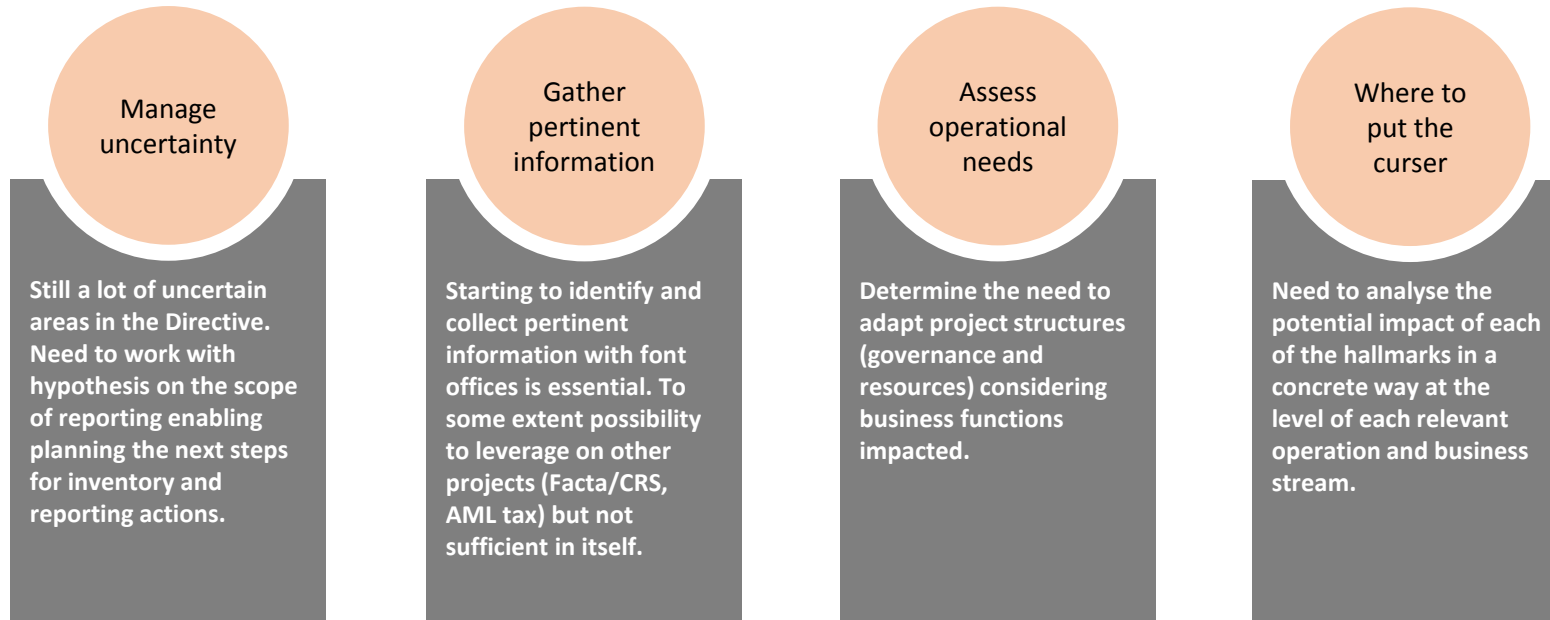 Manage
uncertainty
Still a lot of uncertain
areas in the Directive.
Need to work with
hypothesis on the scope
of reporting enabling
planning the next steps
for inventory and
reporting actions.
Gather
pertinent
information
Starting to identify and
collect pertinent
information with font
offices is essential. To
some extent possibility
to leverage on other
projects (Facta/CRS,
AML tax) but not
sufficient in itself.
Assess
operational
needs
Determine the need to
adapt project structures
(governance and
resources) considering
business functions
impacted.
Where to
put the
curser
Need to analyse the
potential impact of each
of the hallmarks in a
concrete way at the
level of each relevant
operation and business
stream.